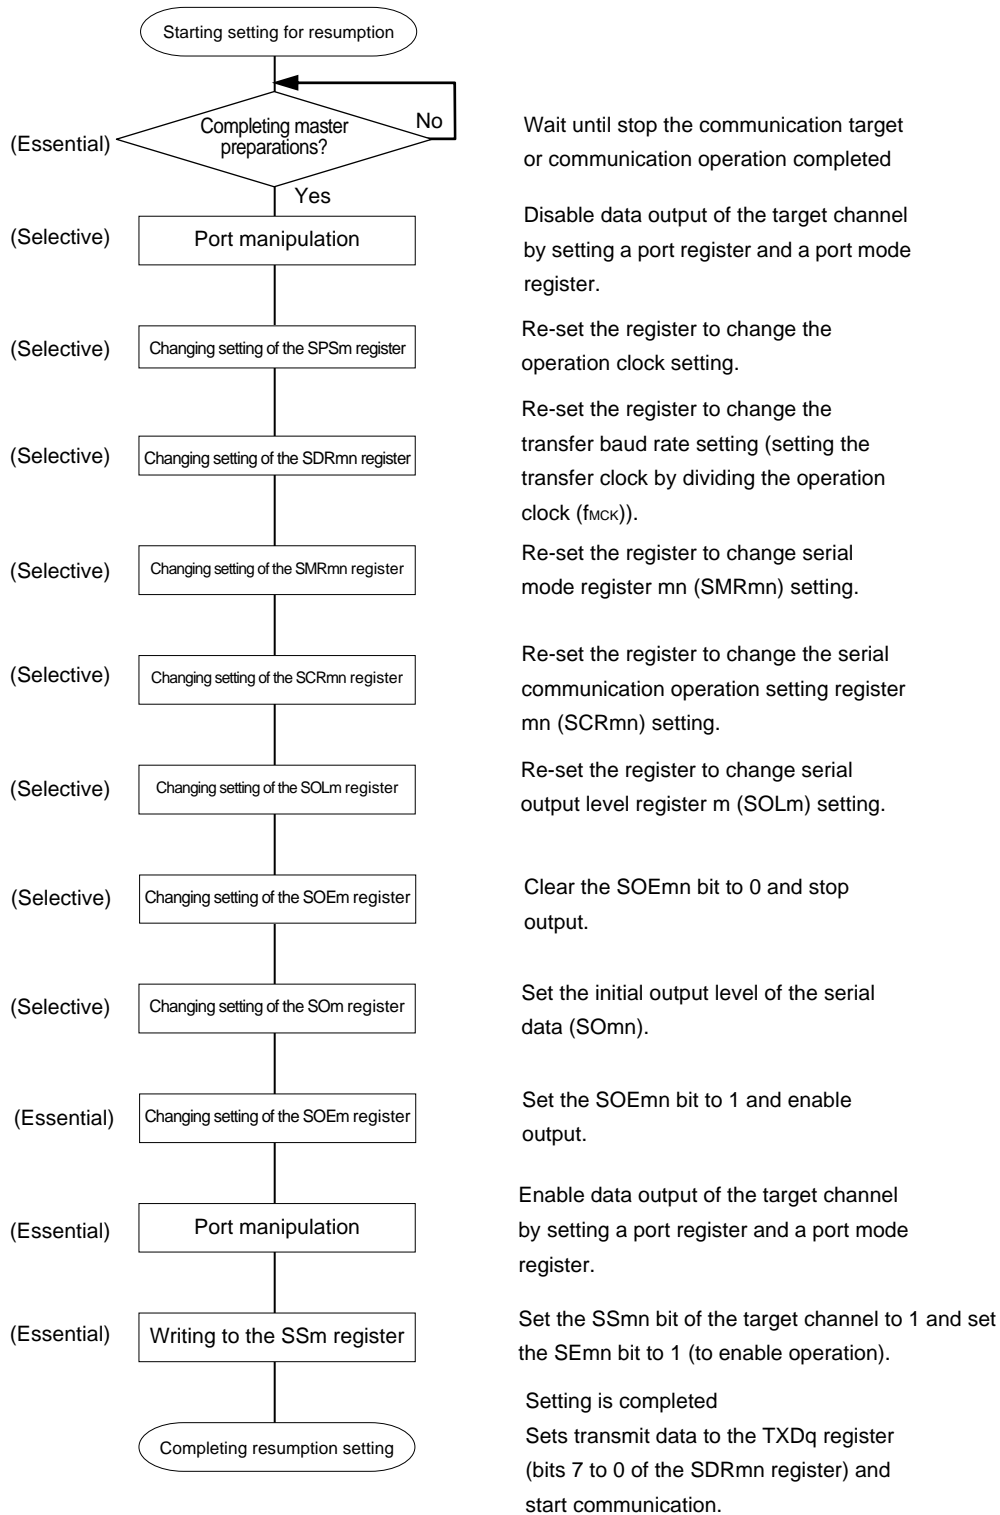 Starting setting for resumption
(Essential)
Completing master
preparations?
No
Wait until stop the communication target
or communication operation completed
Yes
(Selective)
Port manipulation
Disable data output of the target channel
by setting a port register and a port mode
register.
(Selective)
Changing setting of the SPSm register
Re-set the register to change the
operation clock setting.
(Selective)
Changing setting of the SDRmn register
Re-set the register to change the
transfer baud rate setting (setting the
transfer clock by dividing the operation
clock (fMCK)).
(Selective)
Changing setting of the SMRmn register
Re-set the register to change serial
mode register mn (SMRmn) setting.
(Selective)
Changing setting of the SCRmn register
Re-set the register to change the serial
communication operation setting register
mn (SCRmn) setting.
(Selective)
Changing setting of the SOLm register
Re-set the register to change serial
output level register m (SOLm) setting.
(Selective)
Changing setting of the SOEm register
Clear the SOEmn bit to 0 and stop
output.
(Selective)
Changing setting of the SOm register
Set the initial output level of the serial
data (SOmn).
(Essential)
Changing setting of the SOEm register
Set the SOEmn bit to 1 and enable
output.
(Essential)
Port manipulation
Enable data output of the target channel
by setting a port register and a port mode
register.
(Essential)
Writing to the SSm register
Set the SSmn bit of the target channel to 1 and set
the SEmn bit to 1 (to enable operation).
Completing resumption setting
Setting is completed
Sets transmit data to the TXDq register
(bits 7 to 0 of the SDRmn register) and
start communication.